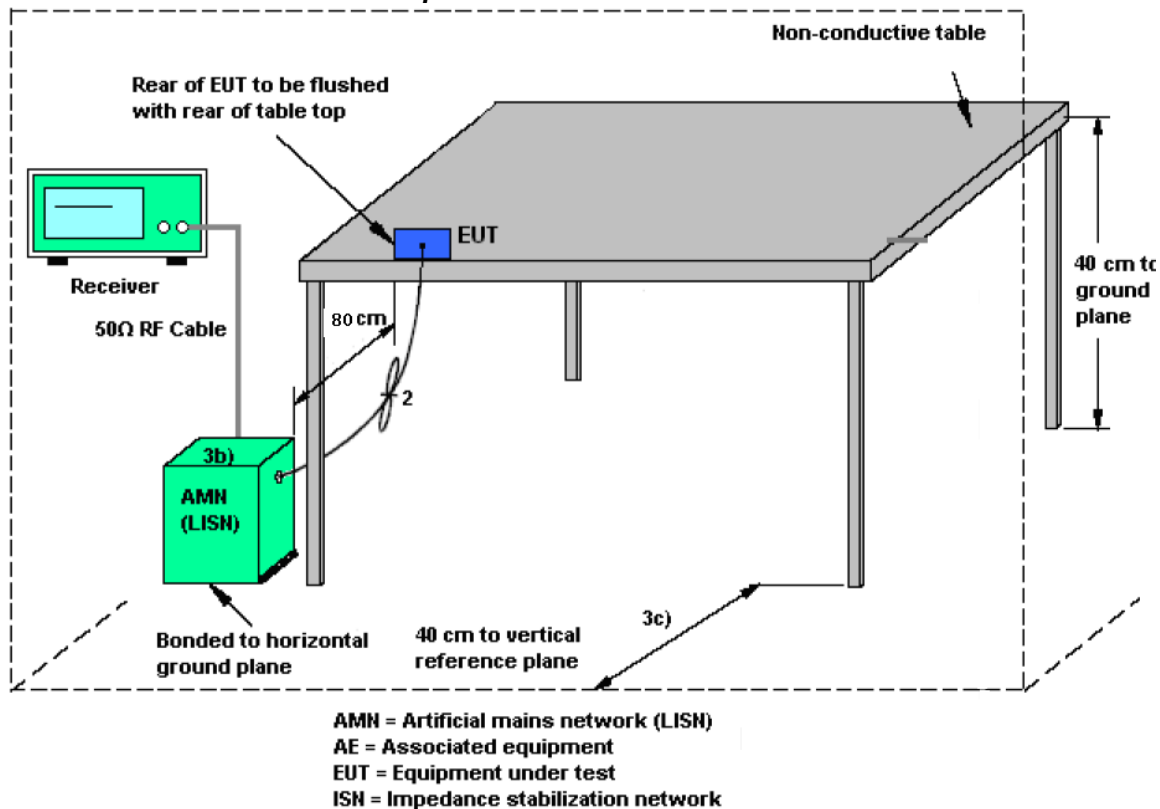 Non-conductive table
Rear of EUT to be flushed
with rear of table top
EUT
Receiver
50Ω RF Cable
80 cm
40 cm to
ground
plane
2
3b)
AMN
(LISN)
3c)
Bonded to horizontal
ground plane
40 cm to vertical
reference plane
AMN = Artificial mains network (LISN)
AE = Associated equipment
EUT = Equipment under test
ISN = Impedance stabilization network